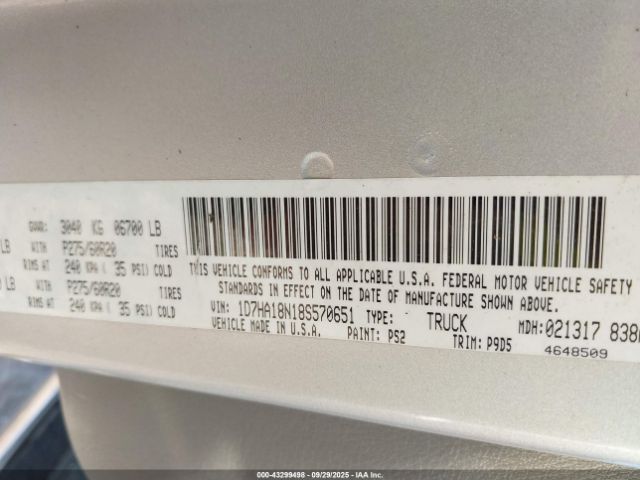 GVWR: 3040 KG 06700 LB
LB WITH P275/60R20 TIRES
RIMS AT 240 KPA ( 35 PSI) COLD
LB WITH P275/60R20 TIRES
RIMS AT 240 KPA ( 35 PSI) COLD
THIS VEHICLE CONFORMS TO ALL APPLICABLE U.S.A. FEDERAL MOTOR VEHICLE SAFETY
STANDARDS IN EFFECT ON THE DATE OF MANUFACTURE SHOWN ABOVE.
VIN: 1D7HA18N18S570651 TYPE: TRUCK MDH: 021317 838
VEHICLE MADE IN U.S.A. PAINT: PS2 TRIM: P9D5 4648509
000-43299498 - 09/29/2025 - IAA Inc.